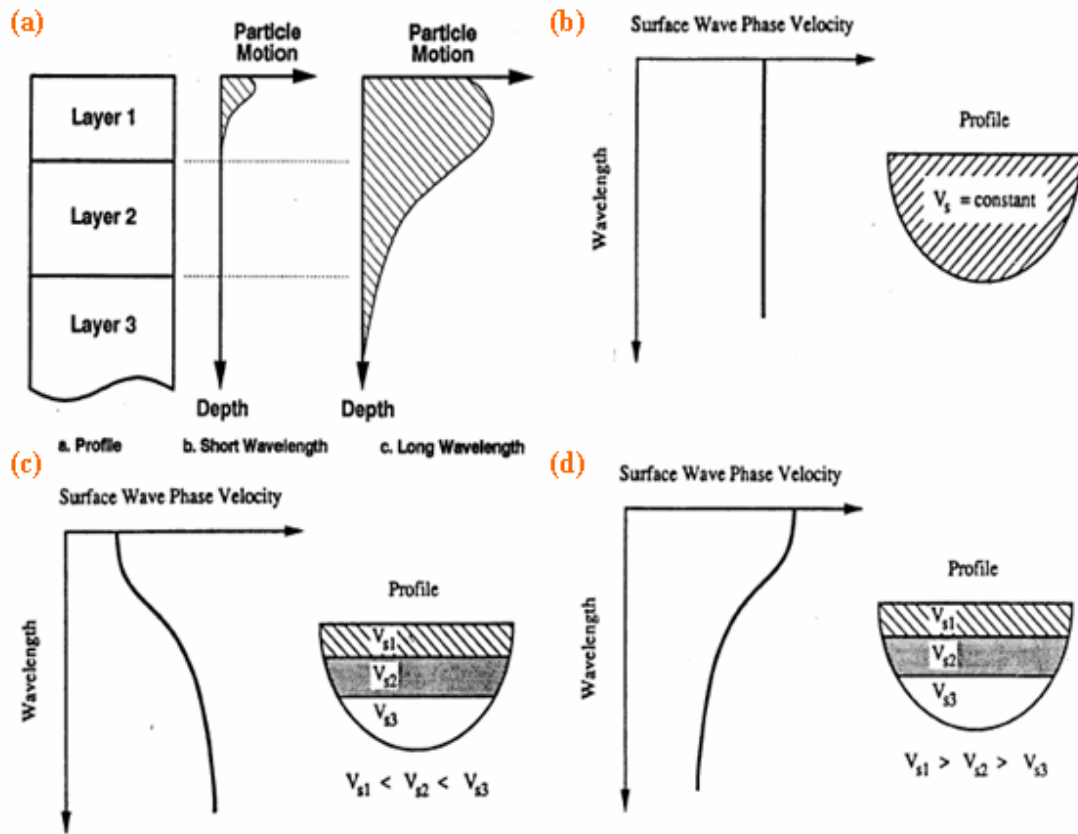 (a)
Particle
Motion
Particle
Motion
Layer 1
Layer 2
Layer 3
Depth
Depth
a. Profile
b. Short Wavelength
c. Long Wavelength
(b)
Surface Wave Phase Velocity
Wavelength
Profile
Vs = constant
(c)
Surface Wave Phase Velocity
Wavelength
Profile
Vs1
Vs2
Vs3
Vs1 < Vs2 < Vs3
(d)
Surface Wave Phase Velocity
Wavelength
Profile
Vs1
Vs2
Vs3
Vs1 > Vs2 > Vs3